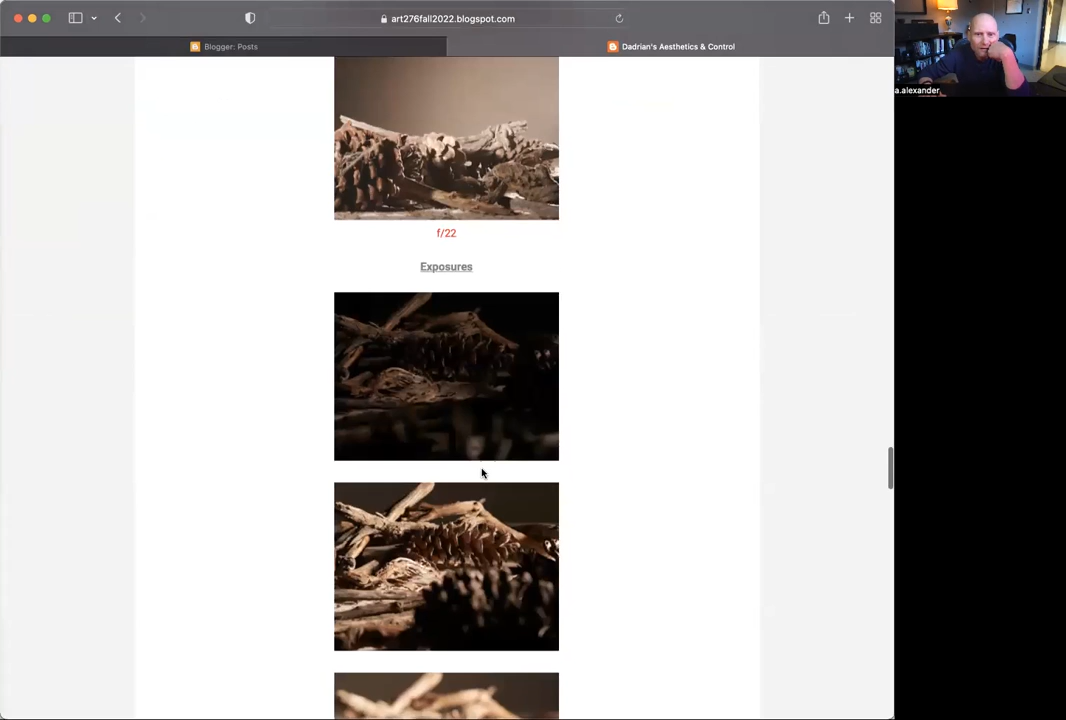 art276fall2022.blogspot.com
Blogger: Posts
Dadrian's Aesthetics & Control
a.alexander
f/22
Exposures